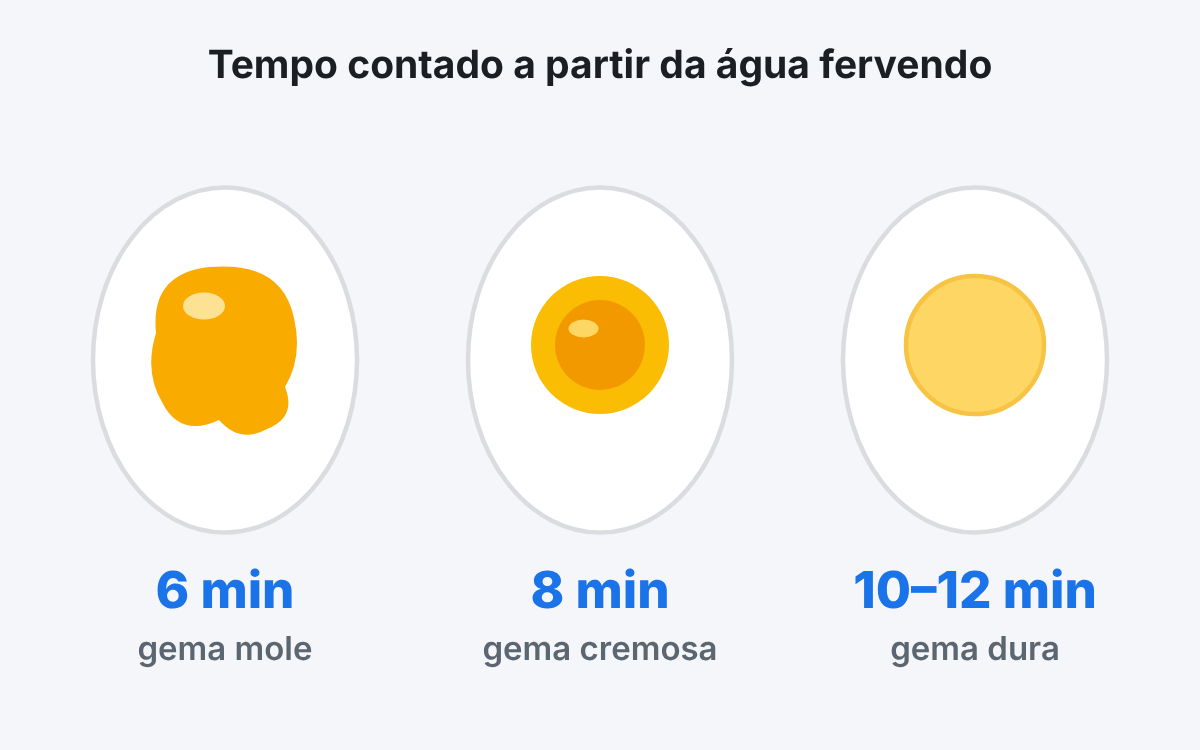 Tempo contado a partir da água fervendo
6 min
8 min
10–12 min
gema mole
gema cremosa
gema dura